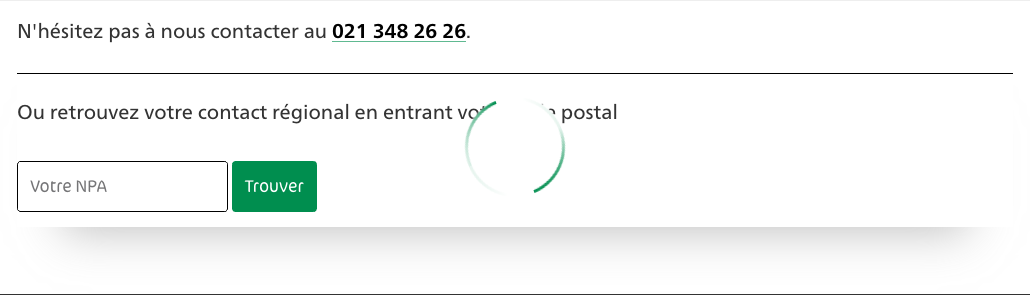 N'hésitez pas à nous contacter au 021 348 26 26.
Ou retrouvez votre contact régional en entrant postal
Votre NPA Trouver